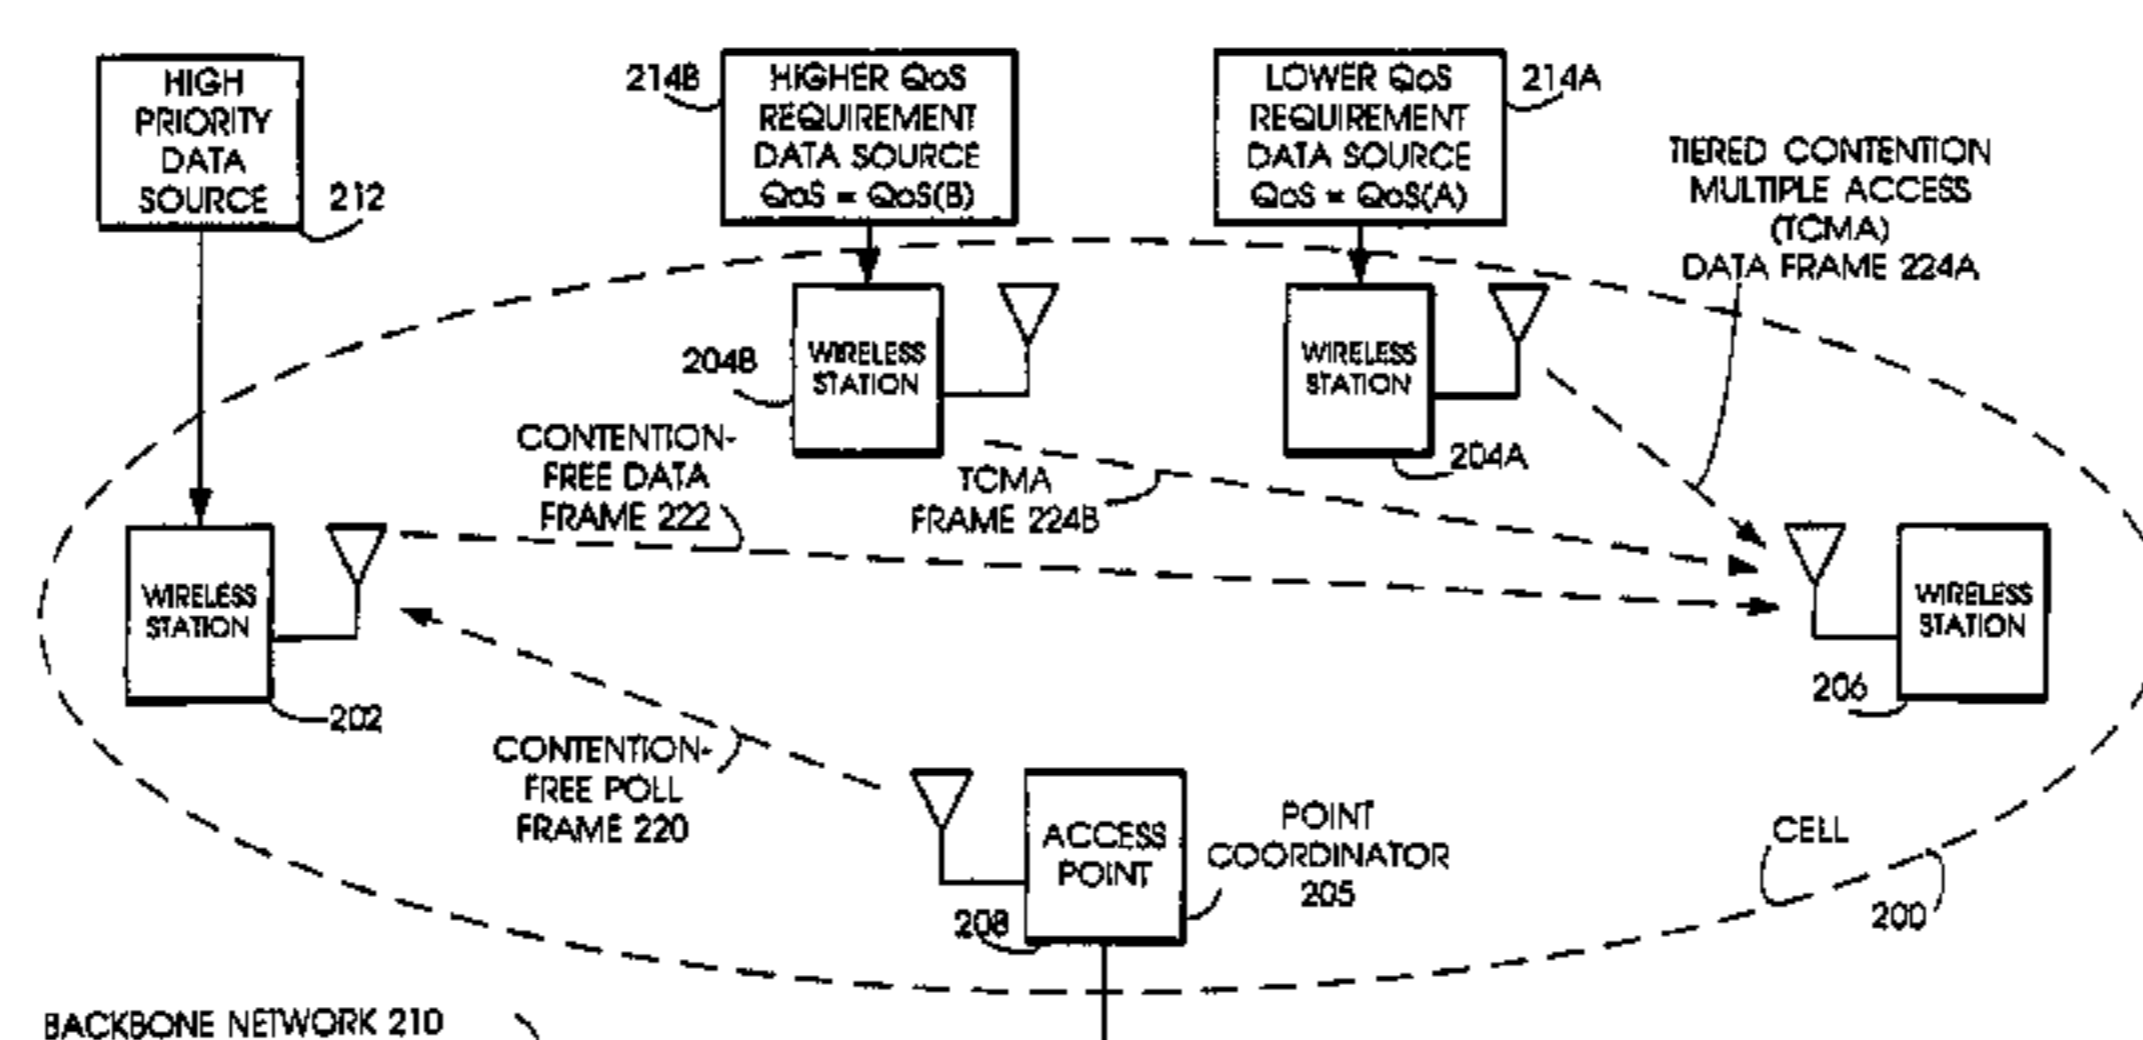 HIGH
PRIORITY
DATA
SOURCE
212
214B
HIGHER QoS
REQUIREMENT
DATA SOURCE
QoS = QoS(B)
LOWER QoS
REQUIREMENT
DATA SOURCE
QoS = QoS(A)
214A
TIERED CONTENTION
MULTIPLE ACCESS
(TCMA)
DATA FRAME 224A
204B
WIRELESS
STATION
WIRELESS
STATION
204A
CONTENTION-
FREE DATA
FRAME 222
TCMA
FRAME 224B
WIRELESS
STATION
202
WIRELESS
STATION
206
CONTENTION-
FREE POLL
FRAME 220
ACCESS
POINT
208
POINT
COORDINATOR
205
CELL
200
BACKBONE NETWORK 210